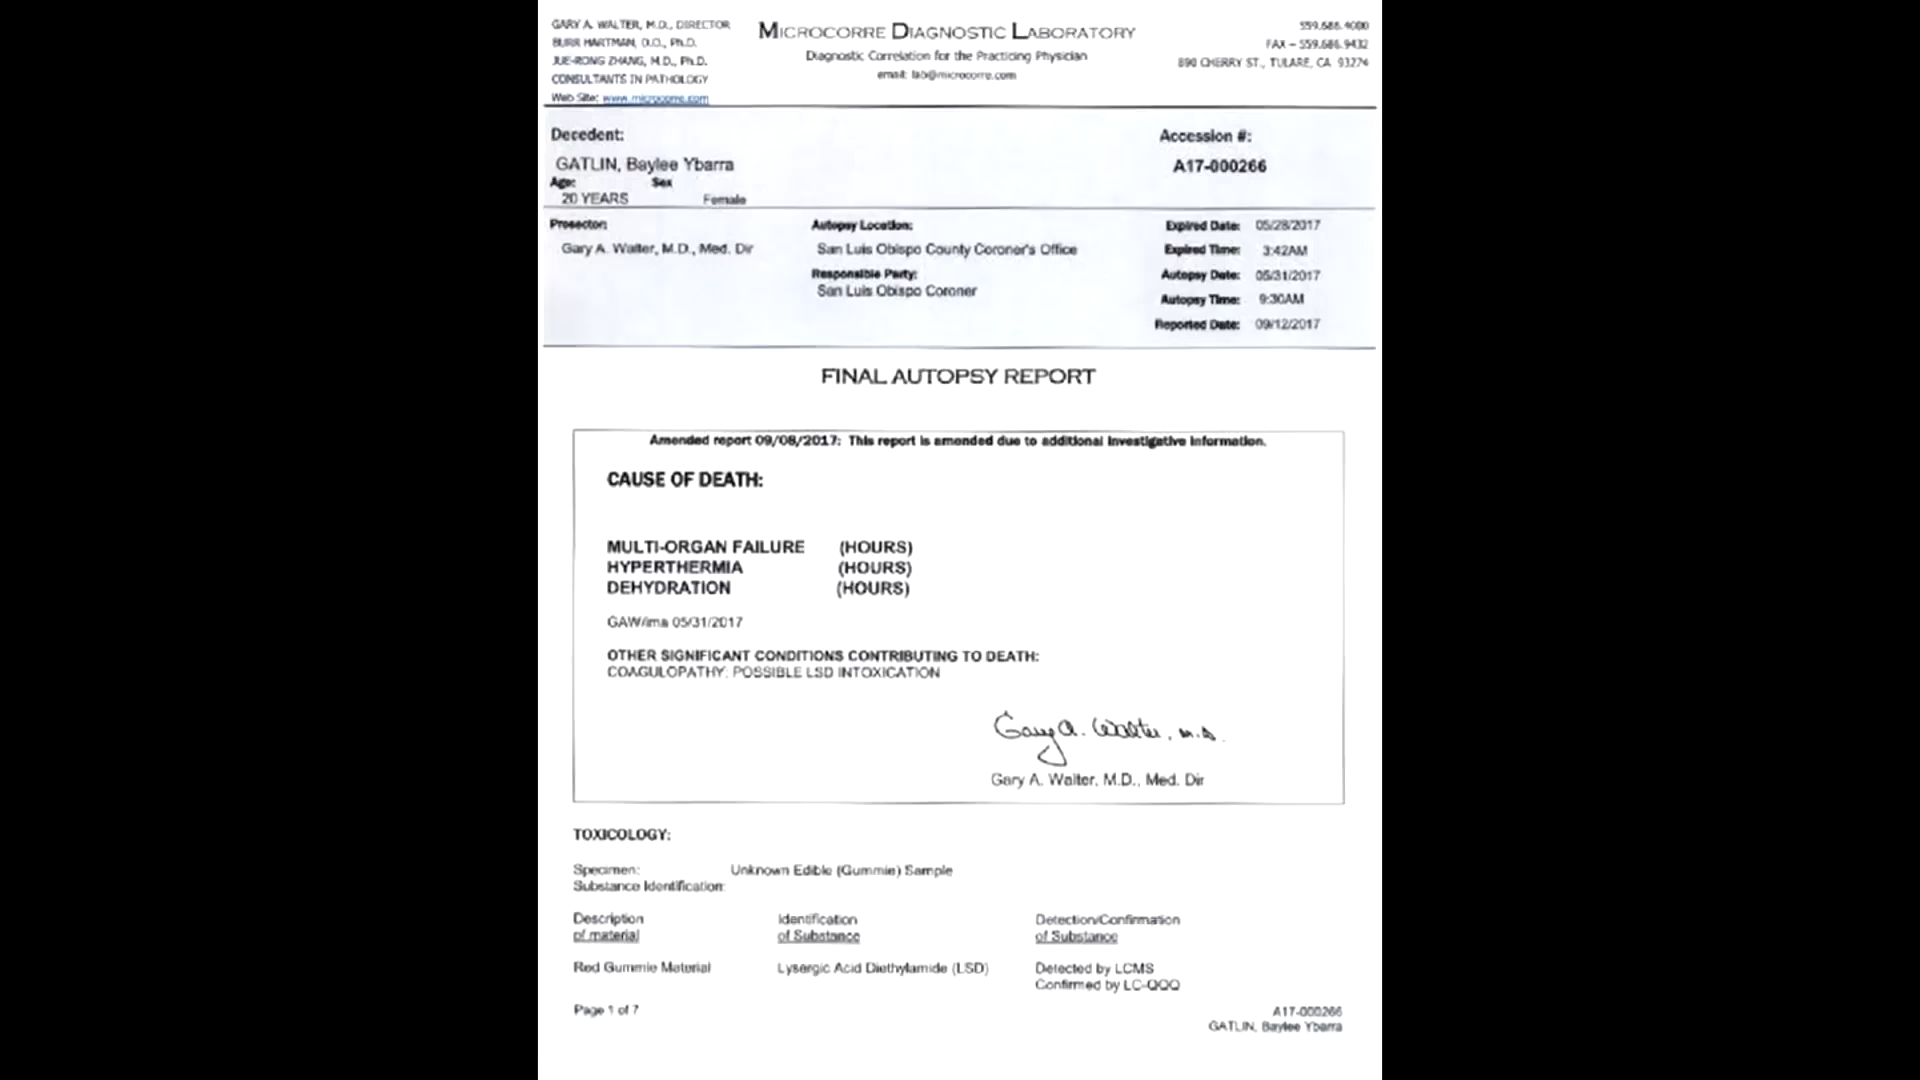 GARY A. WALTER, M.D., DIRECTOR
BURR HARTMAN, D.O., Ph.D.
JUE-RONG ZHANG, M.D., Ph.D.
CONSULTANTS IN PATHOLOGY
Web Site: www.microcorre.com
MICROCORRE DIAGNOSTIC LABORATORY
Diagnostic Correlation for the Practicing Physician
email: lab@microcorre.com
559.686.4000
FAX – 559.686.9432
890 CHERRY ST., TULARE, CA 93274
Decedent:
GATLIN, Baylee Ybarra
Age: Sex
20 YEARS Female
Accession #:
A17-000266
Prosector:
Gary A. Walter, M.D., Med. Dir
Autopsy Location:
San Luis Obispo County Coroner's Office
Responsible Party:
San Luis Obispo Coroner
Expired Date: 05/28/2017
Expired Time: 3:42AM
Autopsy Date: 05/31/2017
Autopsy Time: 9:30AM
Reported Date: 09/12/2017
FINAL AUTOPSY REPORT
Amended report 09/08/2017: This report is amended due to additional investigative information.
CAUSE OF DEATH:
MULTI-ORGAN FAILURE (HOURS)
HYPERTHERMIA (HOURS)
DEHYDRATION (HOURS)
GAW/ima 05/31/2017
OTHER SIGNIFICANT CONDITIONS CONTRIBUTING TO DEATH:
COAGULOPATHY; POSSIBLE LSD INTOXICATION
Gary A. Walter, M.D.
Gary A. Walter, M.D., Med. Dir
TOXICOLOGY:
Specimen: Unknown Edible (Gummie) Sample
Substance Identification:
Description Identification Detection/Confirmation
of material of Substance of Substance
Red Gummie Material Lysergic Acid Diethylamide (LSD) Detected by LCMS
Confirmed by LC-QQQ
Page 1 of 7
A17-000266
GATLIN, Baylee Ybarra